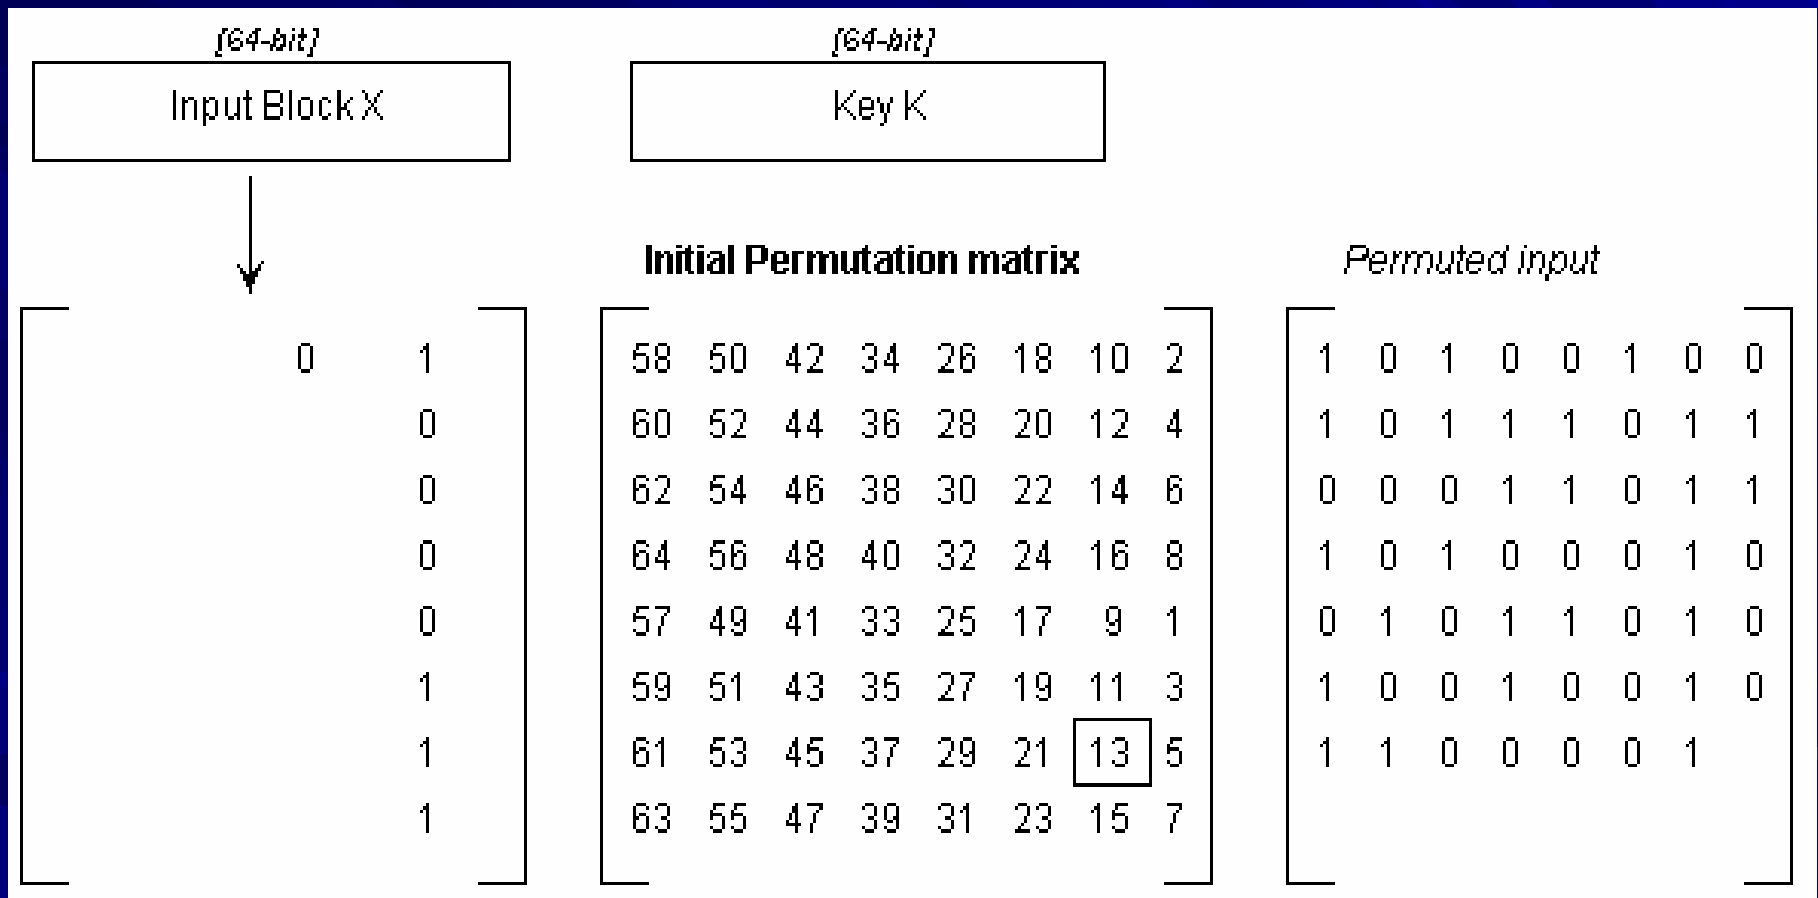 [64-bit] [64-bit]
Input Block X Key K
Initial Permutation matrix Permuted input
0 1 58 50 42 34 26 18 10 2 1 0 1 0 0 1 0 0
0 60 52 44 36 28 20 12 4 1 0 1 1 1 0 1 1
0 62 54 46 38 30 22 14 6 0 0 0 1 1 0 1 1
0 64 56 48 40 32 24 16 8 1 0 1 0 0 0 1 0
0 57 49 41 33 25 17 9 1 0 1 0 1 1 0 1 0
1 59 51 43 35 27 19 11 3 1 0 0 1 0 0 1 0
1 61 53 45 37 29 21 13 5 1 1 0 0 0 0 1
1 63 55 47 39 31 23 15 7